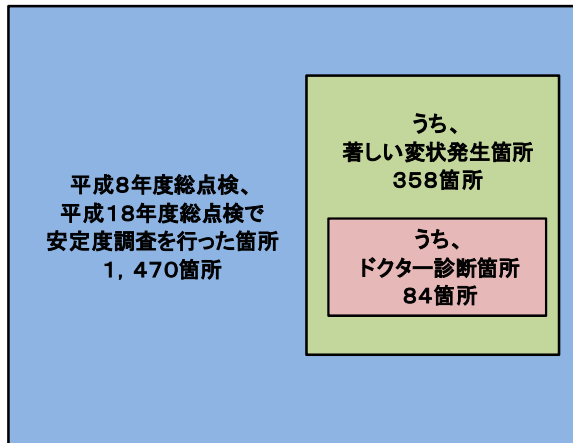 平成８年度総点検、
平成１８年度総点検で
安定度調査を行った箇所
１，４７０箇所
うち、
著しい変状発生箇所
３５８箇所
うち、
ドクター診断箇所
８４箇所